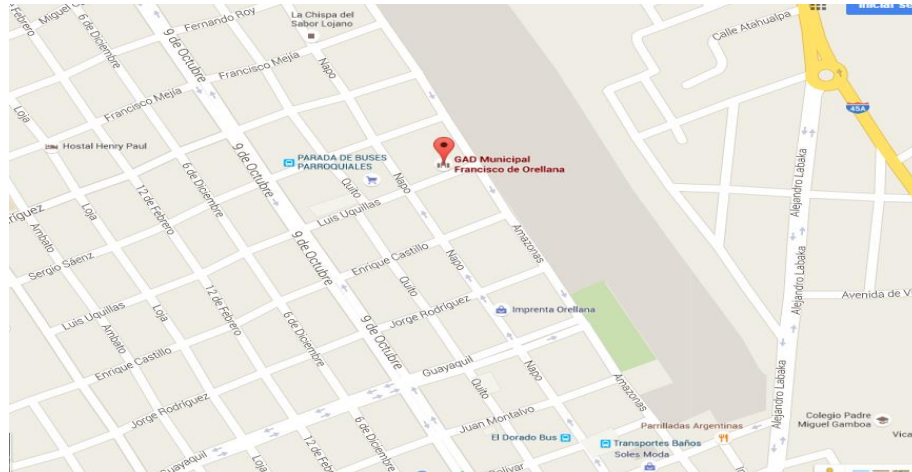 Fernando Roy
La Chispa del
Sabor Lojano
Iniciar se
Calle Atahualpa
6 de Diciembre
9 de Octubre
Napo
Francisco Mejía
Francisco Mejía
45A
Loja
Hostal Henry Paul
PARADA DE BUSES
PARROQUIALES
GAD Municipal
Francisco de Orellana
9 de Octubre
6 de Diciembre
12 de Febrero
Loja
Ambato
Quito
Napo
Luis Uquillas
Alejandro Labaka
Sergio Sáenz
9 de Octubre
Enrique Castillo
Amazonas
Napo
Quito
Alejandro Labaka
Avenida de V
Luis Uquillas
Ambato
Loja
12 de Febrero
6 de Diciembre
9 de Octubre
Jorge Rodríguez
Imprenta Orellana
Enrique Castillo
Guayaquil
Quito
Napo
Amazonas
Alejandro Labaka
Jorge Rodríguez
Juan Montalvo
Parrilladas Argentinas
Colegio Padre
Miguel Gamboa
Guayaquil
12 de Febrero
6 de Diciembre
El Dorado Bus
Transportes Baños
Soles Moda
Bolívar
Vica